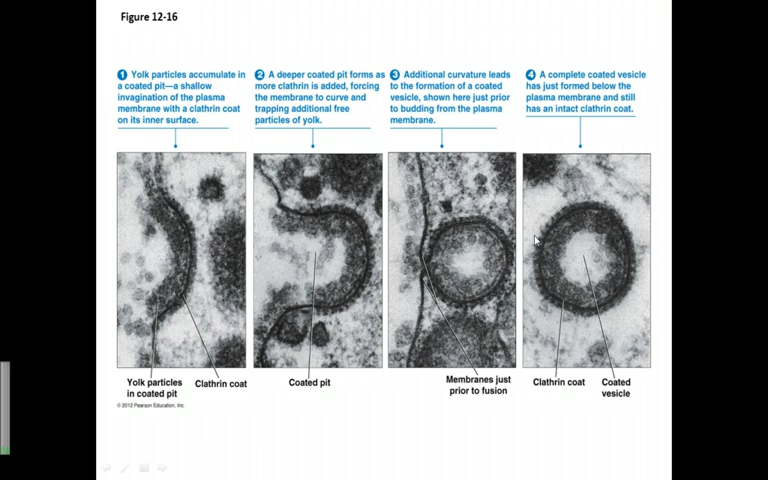 Figure 12-16
1 Yolk particles accumulate in
a coated pit—a shallow
invagination of the plasma
membrane with a clathrin coat
on its inner surface.
2 A deeper coated pit forms as
more clathrin is added, forcing
the membrane to curve and
trapping additional free
particles of yolk.
3 Additional curvature leads
to the formation of a coated
vesicle, shown here just prior
to budding from the plasma
membrane.
4 A complete coated vesicle
has just formed below the
plasma membrane and still
has an intact clathrin coat.
Yolk particles
in coated pit
Clathrin coat
Coated pit
Membranes just
prior to fusion
Clathrin coat
Coated
vesicle
© 2012 Pearson Education, Inc.